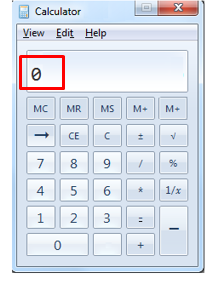 Calculator
View Edit Help
0
MC MR MS M+ M+
→ CE C ± √
7 8 9 / %
4 5 6 * 1/x
1 2 3 = –
0 +